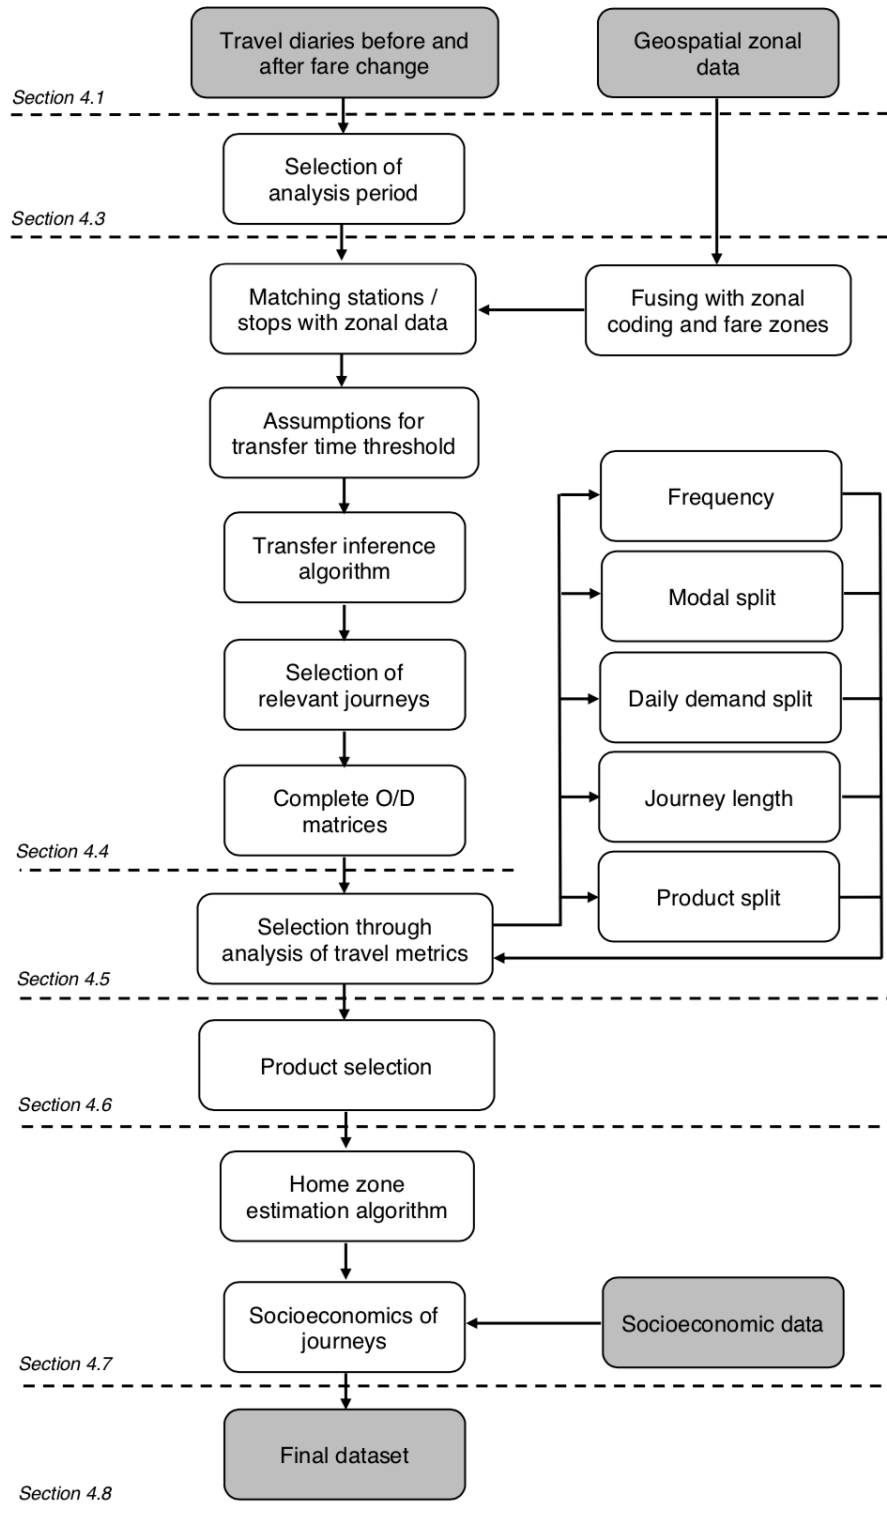 Travel diaries before and
after fare change
Geospatial zonal
data
Section 4.1
Selection of
analysis period
Section 4.3
Matching stations /
stops with zonal data
Fusing with zonal
coding and fare zones
Assumptions for
transfer time threshold
Transfer inference
algorithm
Selection of
relevant journeys
Complete O/D
matrices
Section 4.4
Frequency
Modal split
Daily demand split
Journey length
Product split
Selection through
analysis of travel metrics
Section 4.5
Product selection
Section 4.6
Home zone
estimation algorithm
Socioeconomics of
journeys
Socioeconomic data
Section 4.7
Final dataset
Section 4.8